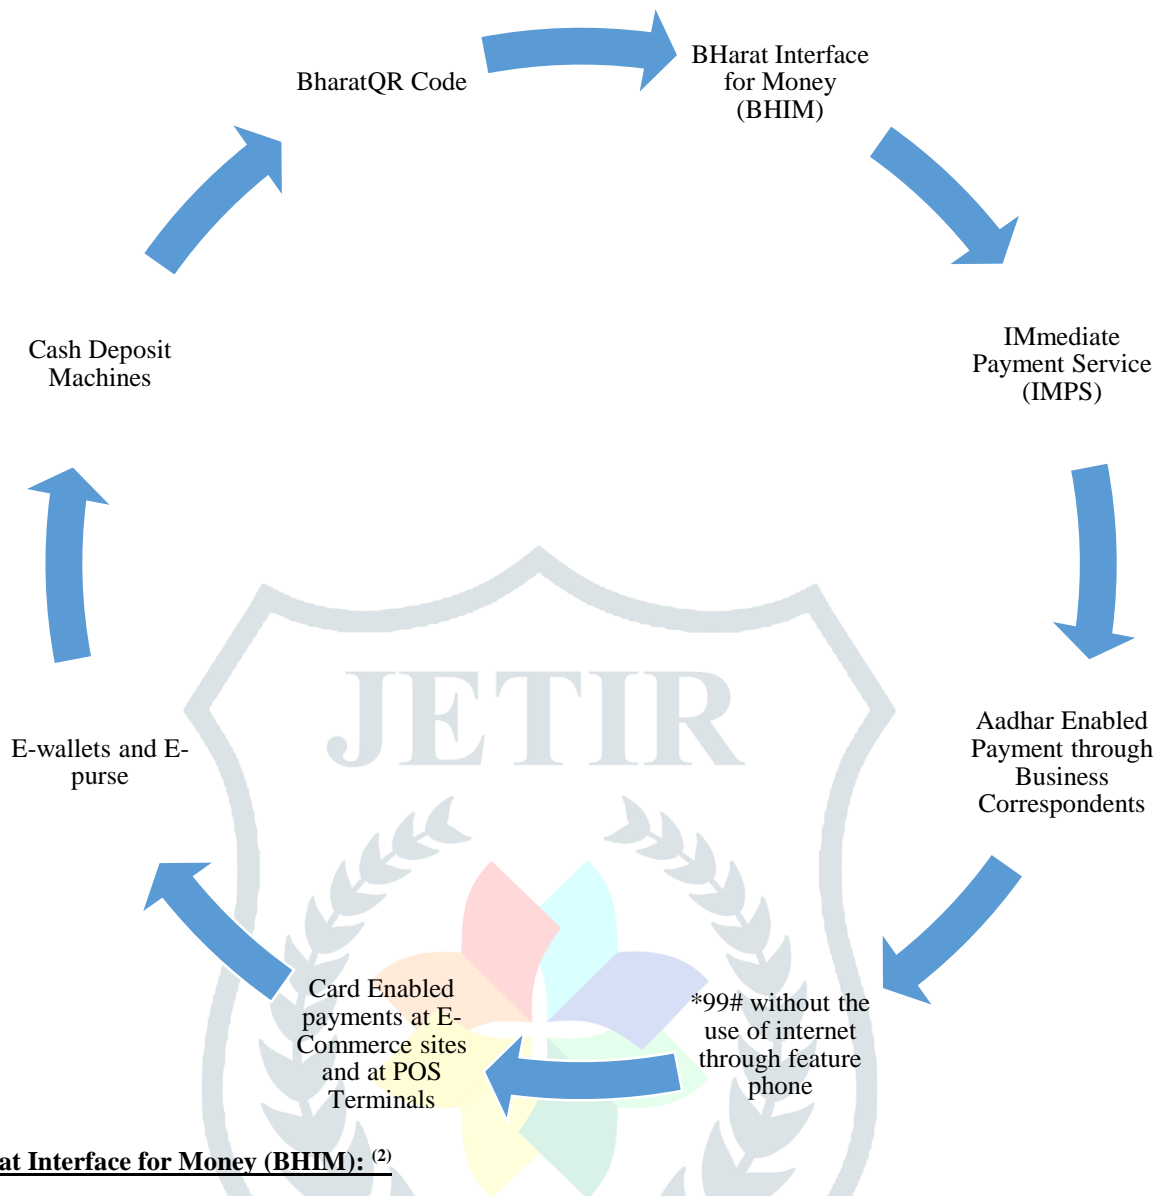 BharatQR Code
BHarat Interface
for Money
(BHIM)
IMmediate
Payment Service
(IMPS)
Aadhar Enabled
Payment through
Business
Correspondents
*99# without the
use of internet
through feature
phone
Card Enabled
payments at E-
Commerce sites
and at POS
Terminals
E-wallets and E-
purse
Cash Deposit
Machines
JETIR
at Interface for Money (BHIM): (2)